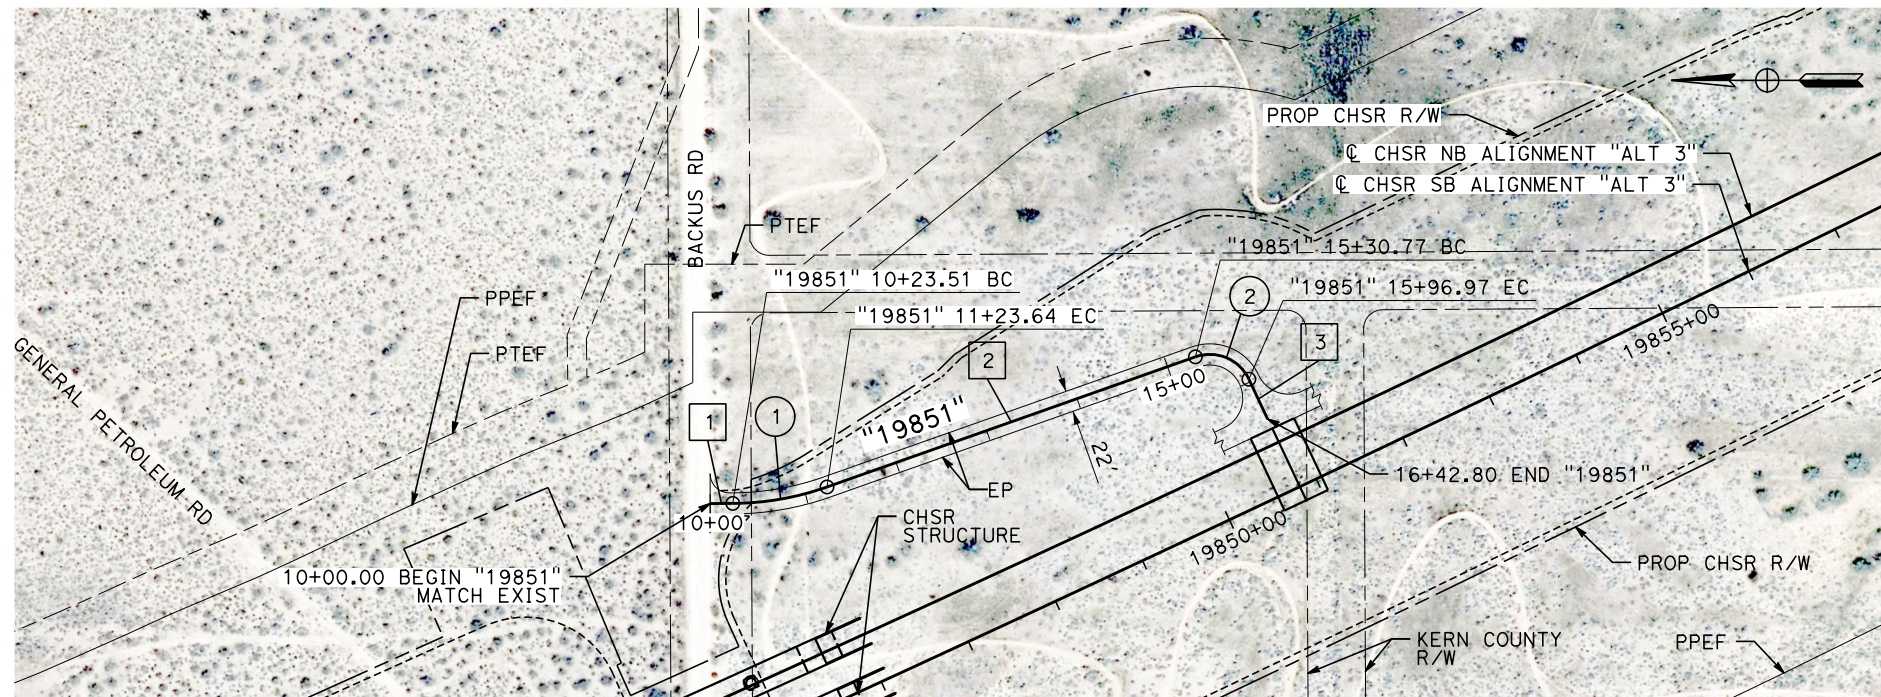 PROP CHSR R/W
℄ CHSR NB ALIGNMENT "ALT 3"
℄ CHSR SB ALIGNMENT "ALT 3"
BACKUS RD
PTEF
"19851" 15+30.77 BC
"19851" 10+23.51 BC
"19851" 15+96.97 EC
2
PPEF
"19851" 11+23.64 EC
19855+00
3
GENERAL PETROLEUM RD
PTEF
2
15+00
1
1
"19851"
22'
16+42.80 END "19851"
EP
10+00
CHSR
STRUCTURE
19850+00
PROP CHSR R/W
10+00.00 BEGIN "19851"
MATCH EXIST
KERN COUNTY
R/W
PPEF